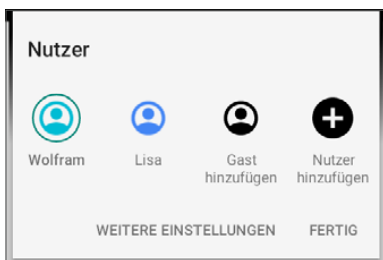 Nutzer
Wolfram
Lisa
Gast
hinzufügen
Nutzer
hinzufügen
WEITERE EINSTELLUNGEN
FERTIG